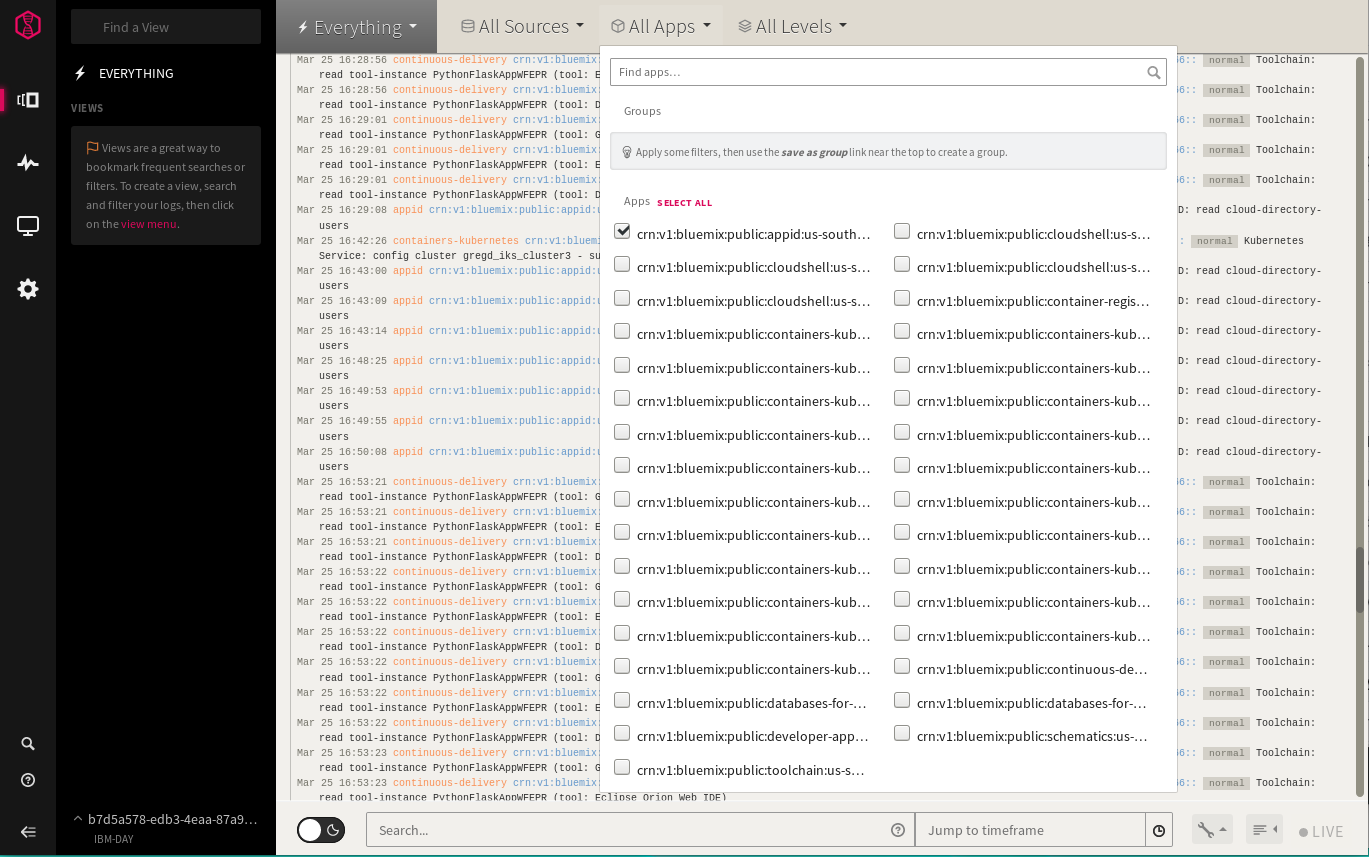 Find a View
EVERYTHING
VIEWS
Views are a great way to
bookmark frequent searches or
filters. To create a view, search
and filter your logs, then click
on the view menu.
b7d5a578-edb3-4eaa-87a9…
IBM-DAY
Everything
All Sources
All Apps
All Levels
Find apps…
Groups
Apply some filters, then use the save as group link near the top to create a group.
Apps SELECT ALL
crn:v1:bluemix:public:appid:us-south… crn:v1:bluemix:public:cloudshell:us-s…
crn:v1:bluemix:public:cloudshell:us-s… crn:v1:bluemix:public:cloudshell:us-s…
crn:v1:bluemix:public:cloudshell:us-s… crn:v1:bluemix:public:container-regis…
crn:v1:bluemix:public:containers-kub… crn:v1:bluemix:public:containers-kub…
crn:v1:bluemix:public:containers-kub… crn:v1:bluemix:public:containers-kub…
crn:v1:bluemix:public:containers-kub… crn:v1:bluemix:public:containers-kub…
crn:v1:bluemix:public:containers-kub… crn:v1:bluemix:public:containers-kub…
crn:v1:bluemix:public:containers-kub… crn:v1:bluemix:public:containers-kub…
crn:v1:bluemix:public:containers-kub… crn:v1:bluemix:public:containers-kub…
crn:v1:bluemix:public:containers-kub… crn:v1:bluemix:public:containers-kub…
crn:v1:bluemix:public:containers-kub… crn:v1:bluemix:public:containers-kub…
crn:v1:bluemix:public:containers-kub… crn:v1:bluemix:public:containers-kub…
crn:v1:bluemix:public:containers-kub… crn:v1:bluemix:public:containers-kub…
crn:v1:bluemix:public:containers-kub… crn:v1:bluemix:public:continuous-de…
crn:v1:bluemix:public:databases-for-… crn:v1:bluemix:public:databases-for-…
crn:v1:bluemix:public:developer-app… crn:v1:bluemix:public:schematics:us-…
crn:v1:bluemix:public:toolchain:us-s…
Mar 25 16:28:56 continuous-delivery crn:v1:bluemix: 66:: normal Toolchain:
read tool-instance PythonFlaskAppWFEPR (tool: E
Mar 25 16:28:56 continuous-delivery crn:v1:bluemix: 66:: normal Toolchain:
read tool-instance PythonFlaskAppWFEPR (tool: D
Mar 25 16:29:01 continuous-delivery crn:v1:bluemix: 66:: normal Toolchain:
read tool-instance PythonFlaskAppWFEPR (tool: G
Mar 25 16:29:01 continuous-delivery crn:v1:bluemix: 66:: normal Toolchain:
read tool-instance PythonFlaskAppWFEPR (tool: D
Mar 25 16:29:01 continuous-delivery crn:v1:bluemix: 66:: normal Toolchain:
read tool-instance PythonFlaskAppWFEPR (tool: D
Mar 25 16:29:08 appid crn:v1:bluemix:public:appid:u D: read cloud-directory-
users
Mar 25 16:42:26 containers-kubernetes crn:v1:bluemi : normal Kubernetes
Service: config cluster gregd_iks_cluster3 - su
Mar 25 16:43:00 appid crn:v1:bluemix:public:appid:u D: read cloud-directory-
users
Mar 25 16:43:09 appid crn:v1:bluemix:public:appid:u D: read cloud-directory-
users
Mar 25 16:43:14 appid crn:v1:bluemix:public:appid:u D: read cloud-directory-
users
Mar 25 16:48:25 appid crn:v1:bluemix:public:appid:u D: read cloud-directory-
users
Mar 25 16:49:53 appid crn:v1:bluemix:public:appid:u D: read cloud-directory-
users
Mar 25 16:49:55 appid crn:v1:bluemix:public:appid:u D: read cloud-directory-
users
Mar 25 16:50:08 appid crn:v1:bluemix:public:appid:u D: read cloud-directory-
users
Mar 25 16:53:21 continuous-delivery crn:v1:bluemix: 66:: normal Toolchain:
read tool-instance PythonFlaskAppWFEPR (tool: G
Mar 25 16:53:21 continuous-delivery crn:v1:bluemix: 66:: normal Toolchain:
read tool-instance PythonFlaskAppWFEPR (tool: E
Mar 25 16:53:21 continuous-delivery crn:v1:bluemix: 66:: normal Toolchain:
read tool-instance PythonFlaskAppWFEPR (tool: D
Mar 25 16:53:22 continuous-delivery crn:v1:bluemix: 66:: normal Toolchain:
read tool-instance PythonFlaskAppWFEPR (tool: G
Mar 25 16:53:22 continuous-delivery crn:v1:bluemix: 66:: normal Toolchain:
read tool-instance PythonFlaskAppWFEPR (tool: E
Mar 25 16:53:22 continuous-delivery crn:v1:bluemix: 66:: normal Toolchain:
read tool-instance PythonFlaskAppWFEPR (tool: D
Mar 25 16:53:22 continuous-delivery crn:v1:bluemix: 66:: normal Toolchain:
read tool-instance PythonFlaskAppWFEPR (tool: G
Mar 25 16:53:22 continuous-delivery crn:v1:bluemix: 66:: normal Toolchain:
read tool-instance PythonFlaskAppWFEPR (tool: E
Mar 25 16:53:22 continuous-delivery crn:v1:bluemix: 66:: normal Toolchain:
read tool-instance PythonFlaskAppWFEPR (tool: D
Mar 25 16:53:23 continuous-delivery crn:v1:bluemix: 66:: normal Toolchain:
read tool-instance PythonFlaskAppWFEPR (tool: G
Mar 25 16:53:23 continuous-delivery crn:v1:bluemix: 66:: normal Toolchain:
read tool-instance PythonFlaskAppWFEPR (tool: Eclipse Orion Web IDE)
Search...
Jump to timeframe
LIVE